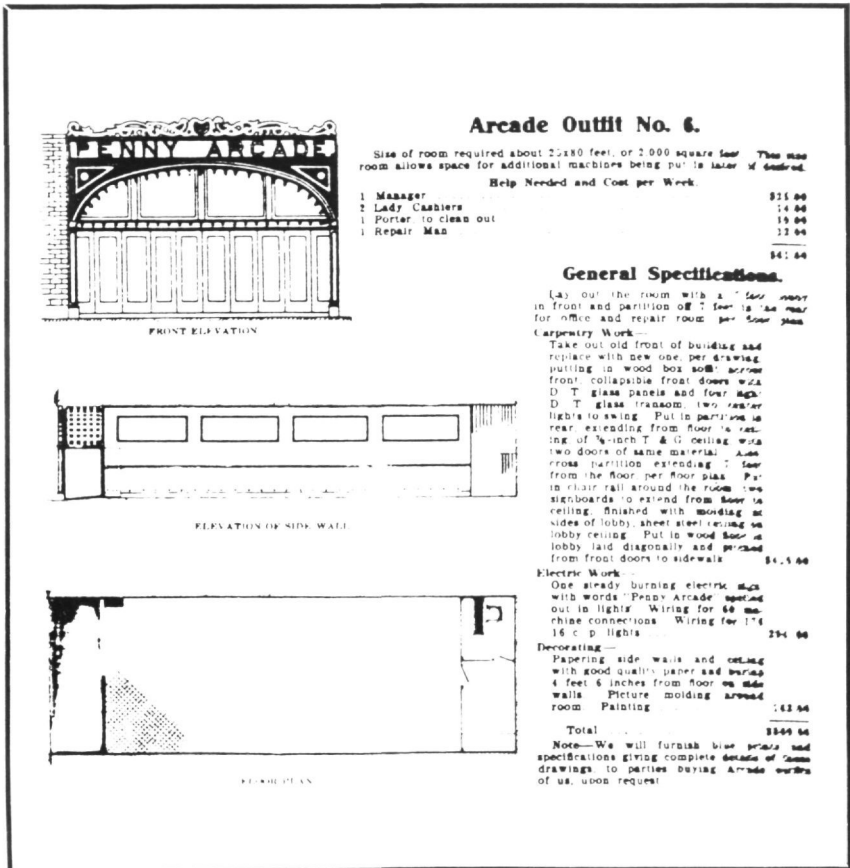 PENNY ARCADE
FRONT ELEVATION
ELEVATION OF SIDE WALL
FLOOR PLAN
Arcade Outfit No. 6.
Size of room required about 25x80 feet, or 2,000 square feet. This size
room allows space for additional machines being put in later if desired.
Help Needed and Cost per Week.
1 Manager
2 Lady Cashiers
1 Porter, to clean out
1 Repair Man
General Specifications.
Lay out the room with a 7 foot
in front and partition off 7 feet in the rear
for office and repair room per floor plan.
Carpentry Work—
Take out old front of building and
replace with new one, per drawing
putting in wood box soffit across
front, collapsible front doors with
D T glass panels and four light
D T glass transom, two center
lights to swing Put in partition in
rear, extending from floor to ceil-
ing of ⅞-inch T & G ceiling with
two doors of same material Also
cross partition extending 7 feet
from the floor, per floor plan Put
in chair rail around the room two
signboards to extend from floor to
ceiling, finished with molding at
sides of lobby, sheet steel ceiling on
lobby ceiling Put in wood floor in
lobby laid diagonally and pitched
from front doors to sidewalk
Electric Work—
One steady burning electric sign
with words "Penny Arcade" spelled
out in lights Wiring for 60 ma-
chine connections Wiring for
16 c p lights
Decorating—
Papering side walls and ceiling
with good quality paper and burlap
4 feet 6 inches from floor on side
walls Picture molding around
room Painting
Total
Note—We will furnish blue prints and
specifications giving complete details of these
drawings, to parties buying Arcade outfits
of us, upon request